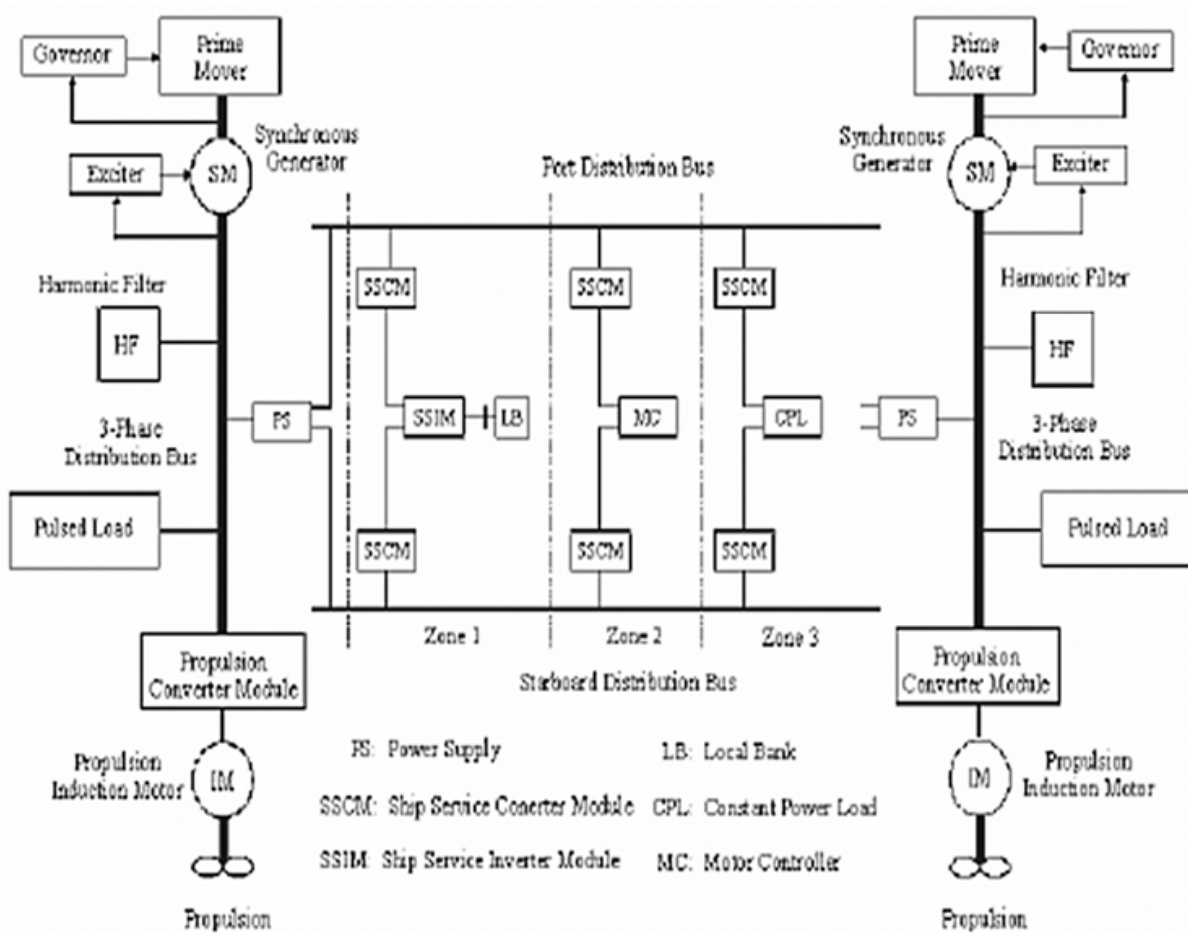 Governor
Prime
Mover
Synchronous
Generator
Exciter
SM
Harmonic Filter
HF
3-Phase
Distribution Bus
PS
Pulsed Load
Propulsion
Converter Module
Propulsion
Induction Motor
IM
Propulsion
Port Distribution Bus
SSCM
SSCM
SSCM
SSIM
LB
MC
CPL
SSCM
SSCM
SSCM
Zone 1
Zone 2
Zone 3
Starboard Distribution Bus
PS: Power Supply
LB: Local Bank
SSCM: Ship Service Conerter Module
CPL: Constant Power Load
SSIM: Ship Service Inverter Module
MC: Motor Controller
Prime
Mover
Governor
Synchronous
Generator
SM
Exciter
Harmonic Filter
HF
PS
3-Phase
Distribution Bus
Pulsed Load
Propulsion
Converter Module
IM
Propulsion
Induction Motor
Propulsion